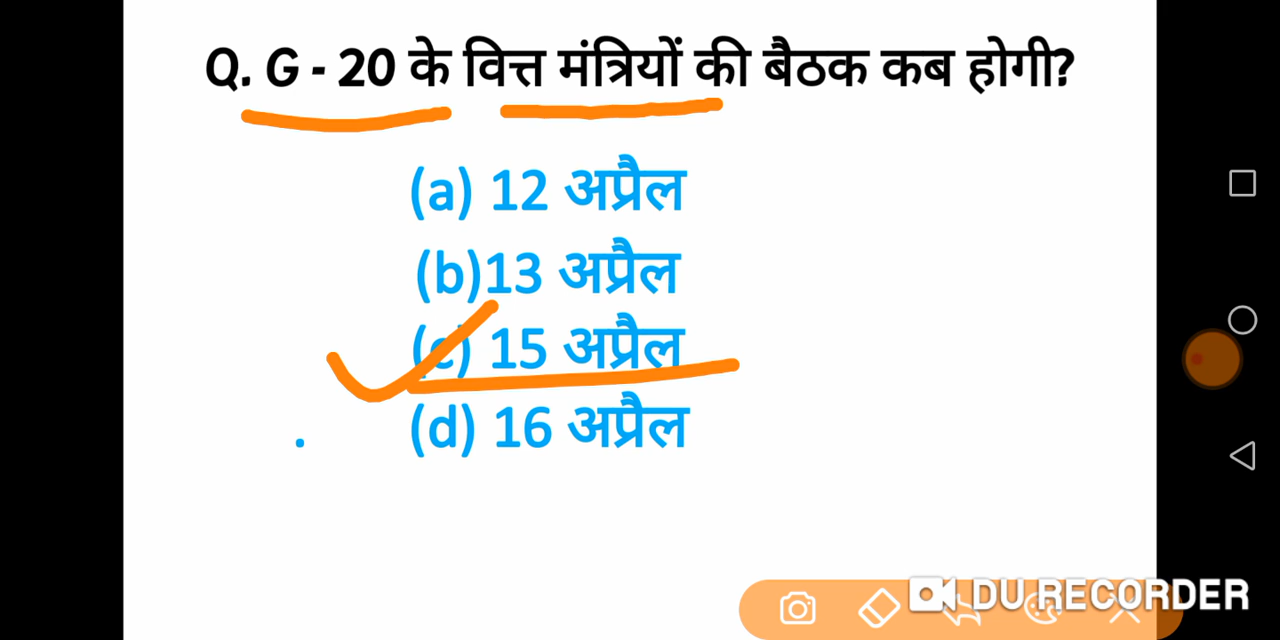 Q. G - 20 के वित्त मंत्रियों की बैठक कब होगी?
(a) 12 अप्रैल
(b)13 अप्रैल
(c) 15 अप्रैल
(d) 16 अप्रैल
.
DU RECORDER